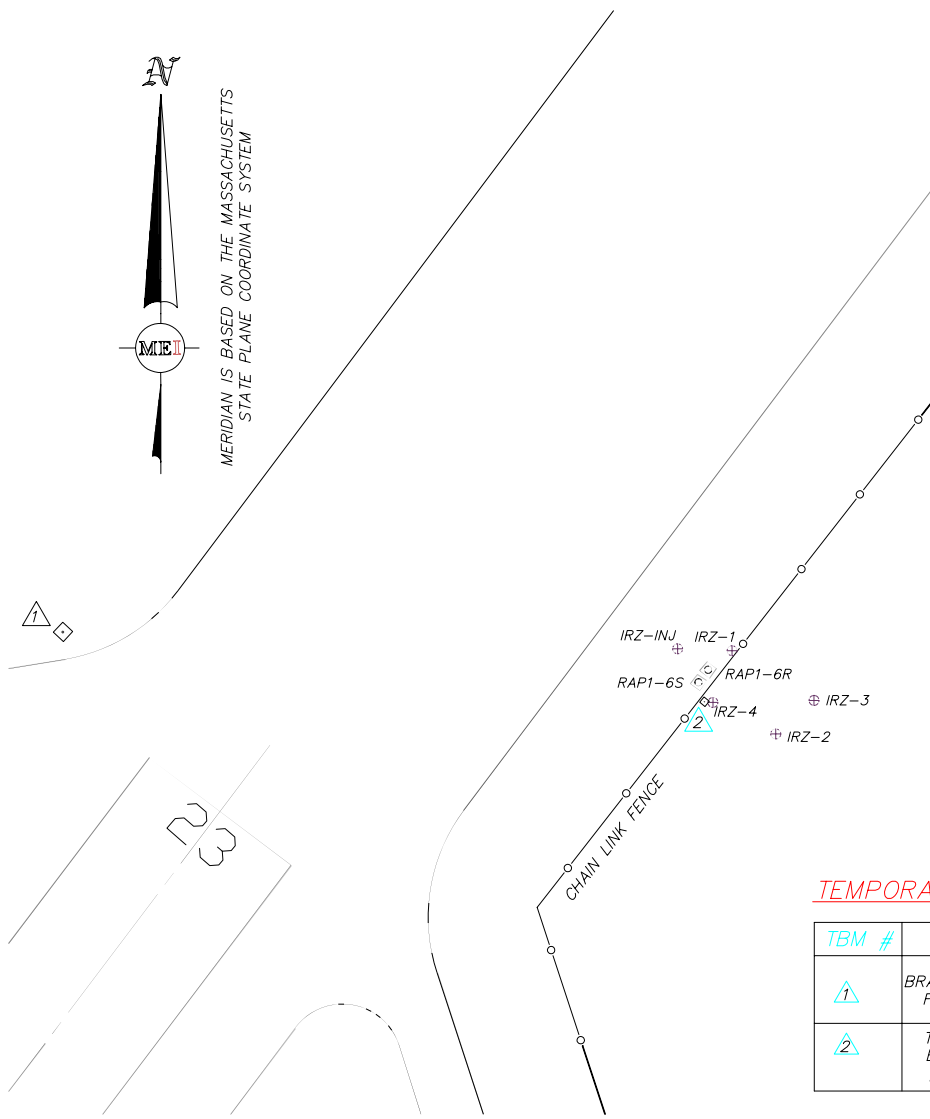 N
MERIDIAN IS BASED ON THE MASSACHUSETTS
STATE PLANE COORDINATE SYSTEM
MEI
1
IRZ-INJ
IRZ-1
RAP1-6S
RAP1-6R
IRZ-4
IRZ-3
2
IRZ-2
23
CHAIN LINK FENCE
TEMPORA
TBM #
1
BRA
2